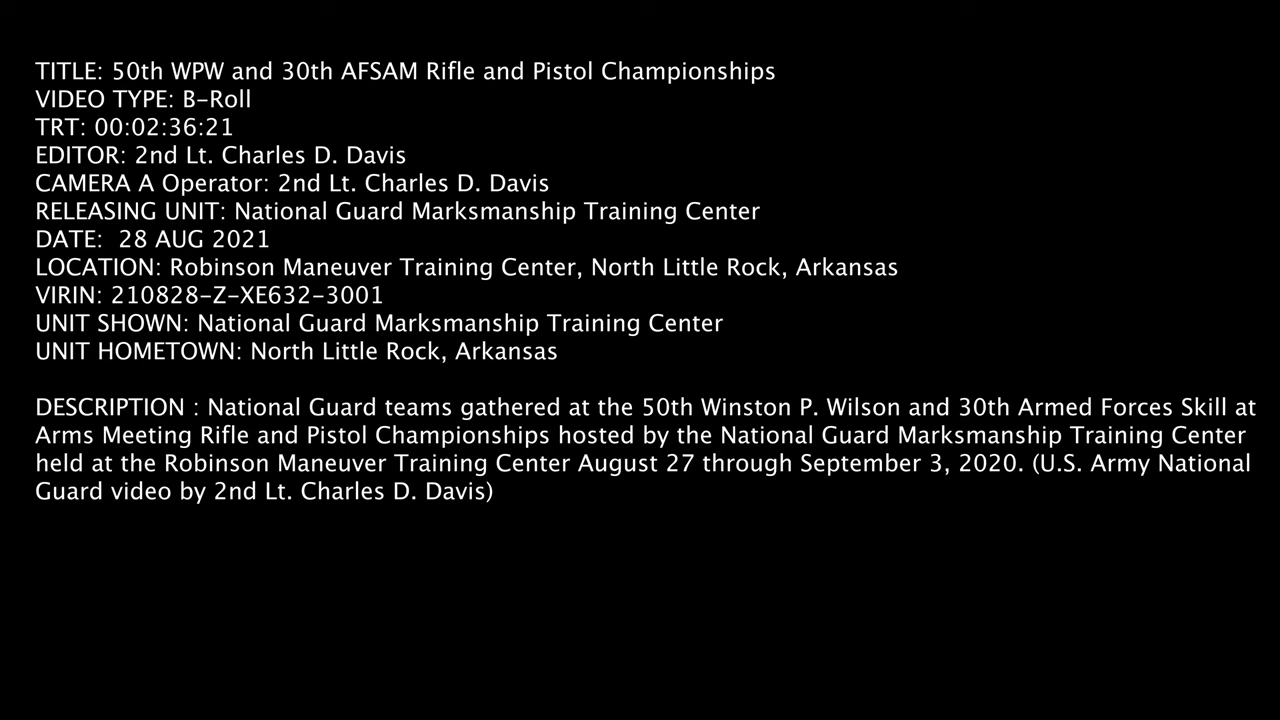 TITLE: 50th WPW and 30th AFSAM Rifle and Pistol Championships
VIDEO TYPE: B-Roll
TRT: 00:02:36:21
EDITOR: 2nd Lt. Charles D. Davis
CAMERA A Operator: 2nd Lt. Charles D. Davis
RELEASING UNIT: National Guard Marksmanship Training Center
DATE:  28 AUG 2021
LOCATION: Robinson Maneuver Training Center, North Little Rock, Arkansas
VIRIN: 210828-Z-XE632-3001
UNIT SHOWN: National Guard Marksmanship Training Center
UNIT HOMETOWN: North Little Rock, Arkansas
DESCRIPTION : National Guard teams gathered at the 50th Winston P. Wilson and 30th Armed Forces Skill at
Arms Meeting Rifle and Pistol Championships hosted by the National Guard Marksmanship Training Center
held at the Robinson Maneuver Training Center August 27 through September 3, 2020. (U.S. Army National
Guard video by 2nd Lt. Charles D. Davis)